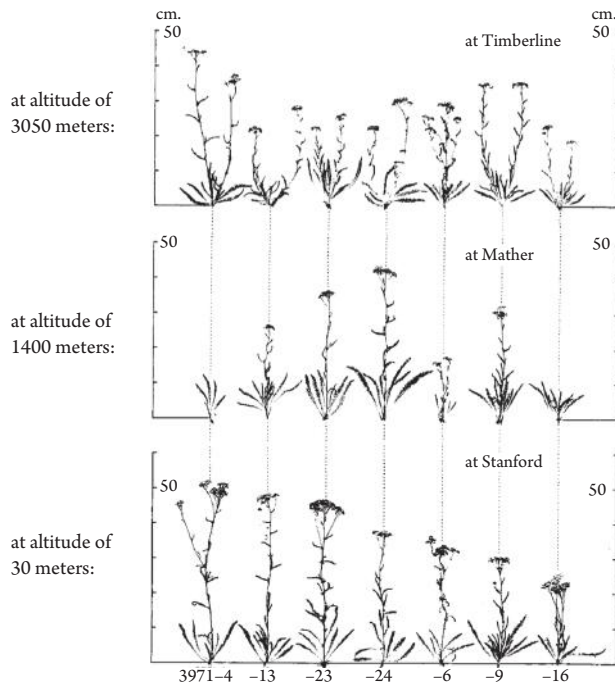 cm.
cm.
50
at Timberline
50
at altitude of
3050 meters:
50
at Mather
50
at altitude of
1400 meters:
at Stanford
50
50
at altitude of
30 meters:
3971–4 –13 –23 –24 –6 –9 –16